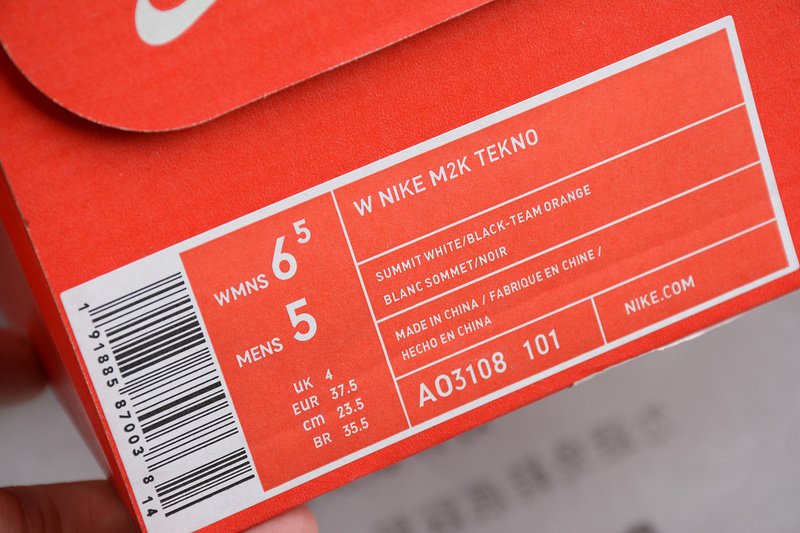 W NIKE M2K TEKNO
SUMMIT WHITE/BLACK-TEAM ORANGE
BLANC SOMMET/NOIR
MADE IN CHINA / FABRIQUE EN CHINE /
HECHO EN CHINA
AO3108 101
NIKE.COM
WMNS 6⁵
MENS 5
UK 4
EUR 37.5
cm 23.5
BR 35.5
1 91885 87003 8 14